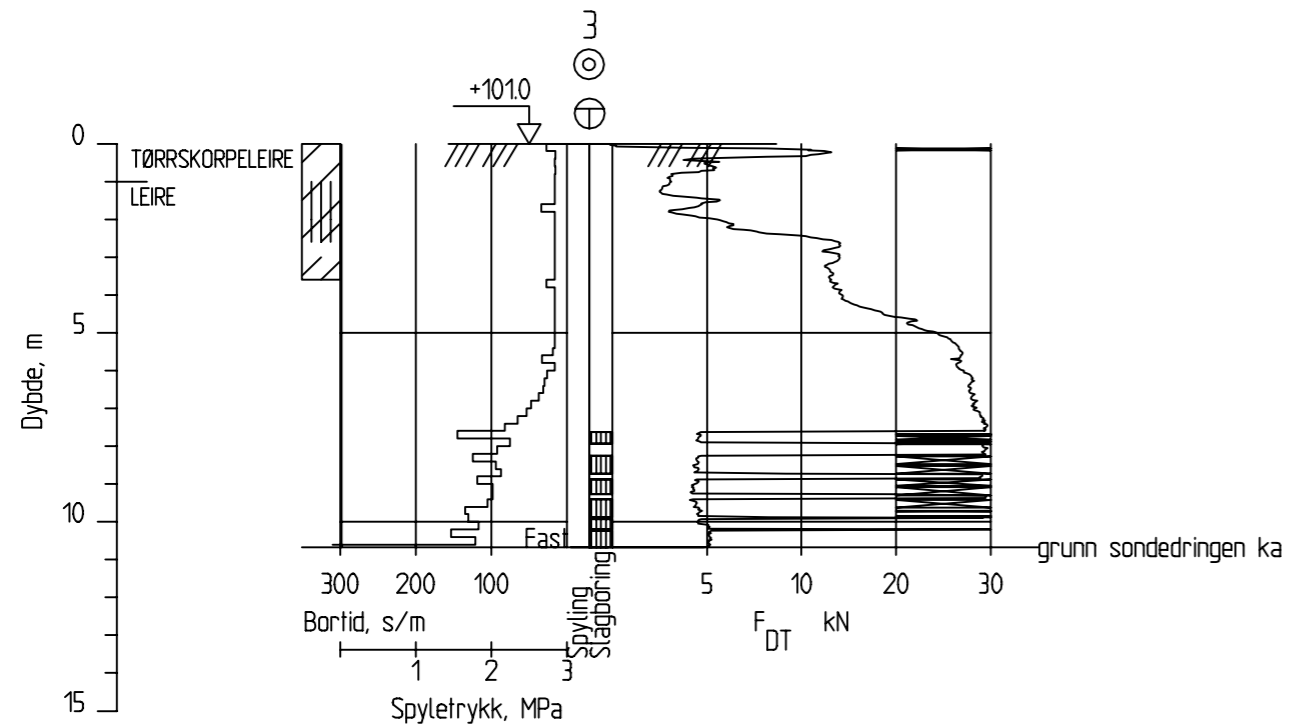 3
+101.0
0
TØRRSKORPELEIRE
LEIRE
5
Dybde, m
10
Fast grunn sondedringen ka
300 200 100 5 10 20 30
Spyling
Slagboring
Bortid, s/m
F DT kN
1 2 3
Spyletrykk, MPa
15